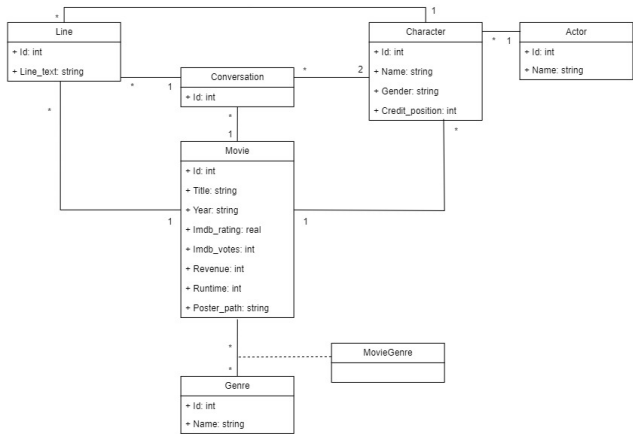 *
1
Line
+ Id: int
+ Line_text: string
Character
+ Id: int
+ Name: string
+ Gender: string
+ Credit_position: int
*
1
Actor
+ Id: int
+ Name: string
*
1
Conversation
+ Id: int
*
2
*
*
*
1
Movie
+ Id: int
+ Title: string
+ Year: string
+ Imdb_rating: real
+ Imdb_votes: int
+ Revenue: int
+ Runtime: int
+ Poster_path: string
1
1
*
*
MovieGenre
Genre
+ Id: int
+ Name: string